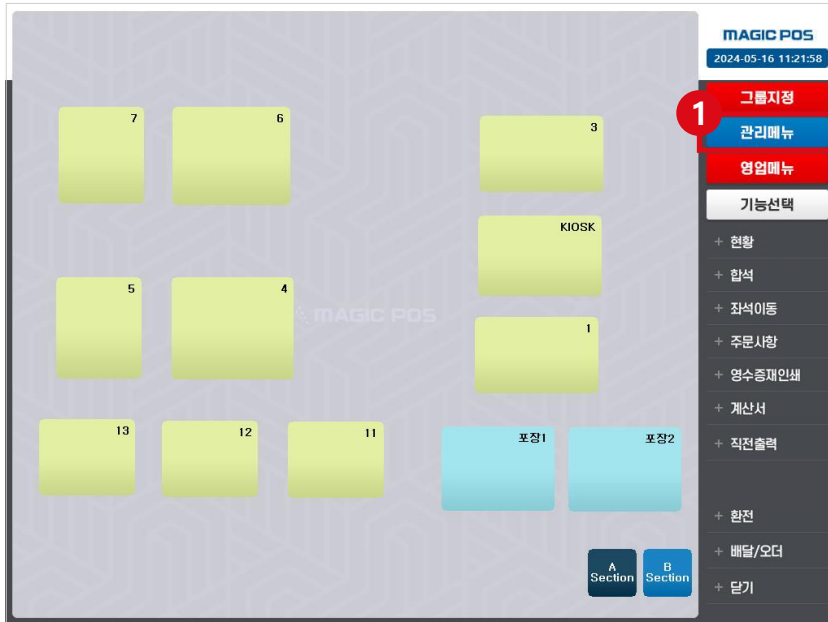 MAGIC POS
2024-05-16 11:21:58
1
그룹지정
관리메뉴
영업메뉴
기능선택
+ 현황
+ 합석
+ 좌석이동
+ 주문사항
+ 영수증재인쇄
+ 계산서
+ 직전출력
+ 환전
+ 배달/오더
+ 닫기
7
6
3
KIOSK
5
4
MAGIC POS
1
13
12
11
포장1
포장2
A
Section
B
Section